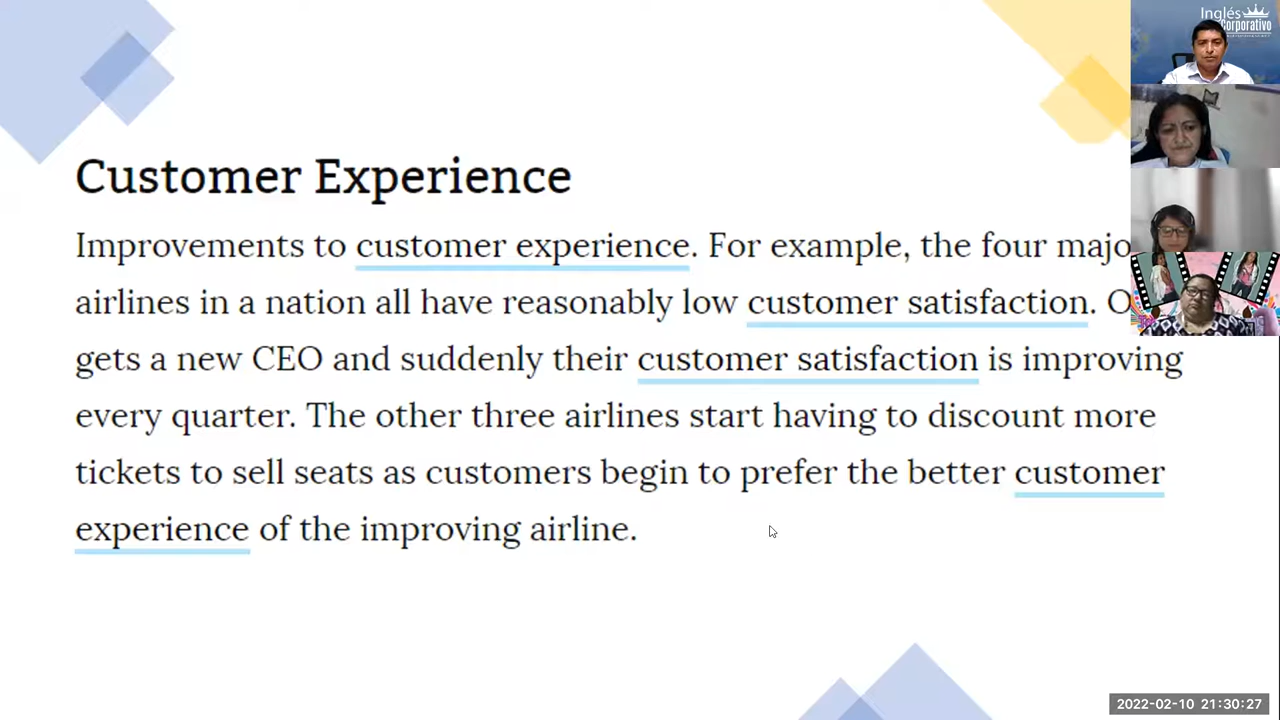 Inglés
Corporativo
Customer Experience
Improvements to customer experience. For example, the four majo
airlines in a nation all have reasonably low customer satisfaction. O
gets a new CEO and suddenly their customer satisfaction is improving
every quarter. The other three airlines start having to discount more
tickets to sell seats as customers begin to prefer the better customer
experience of the improving airline.
2022-02-10 21:30:27